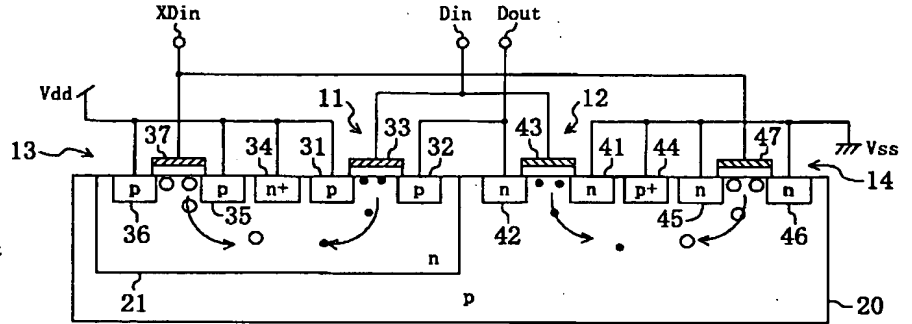 XDin Din Dout
Vdd
11 12
37 34 31 33 32 43 41 44 47
13 Vss
14
p p n+ p p n n p+ n n
36 35 42 45 46
n
21 p 20